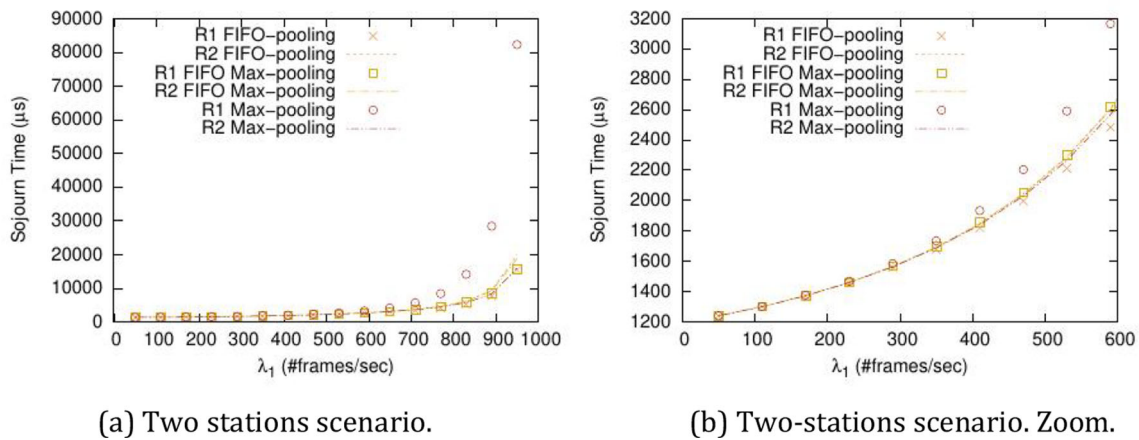 90000
80000
70000
60000
50000
40000
30000
20000
10000
0
Sojourn Time (µs)
R1 FIFO-pooling
R2 FIFO-pooling
R1 FIFO Max-pooling
R2 FIFO Max-pooling
R1 Max-pooling
R2 Max-pooling
0 100 200 300 400 500 600 700 800 900 1000
λ1 (#frames/sec)
(a) Two stations scenario.
3200
3000
2800
2600
2400
2200
2000
1800
1600
1400
1200
Sojourn Time (µs)
R1 FIFO-pooling
R2 FIFO-pooling
R1 FIFO Max-pooling
R2 FIFO Max-pooling
R1 Max-pooling
R2 Max-pooling
0 100 200 300 400 500 600
λ1 (#frames/sec)
(b) Two-stations scenario. Zoom.